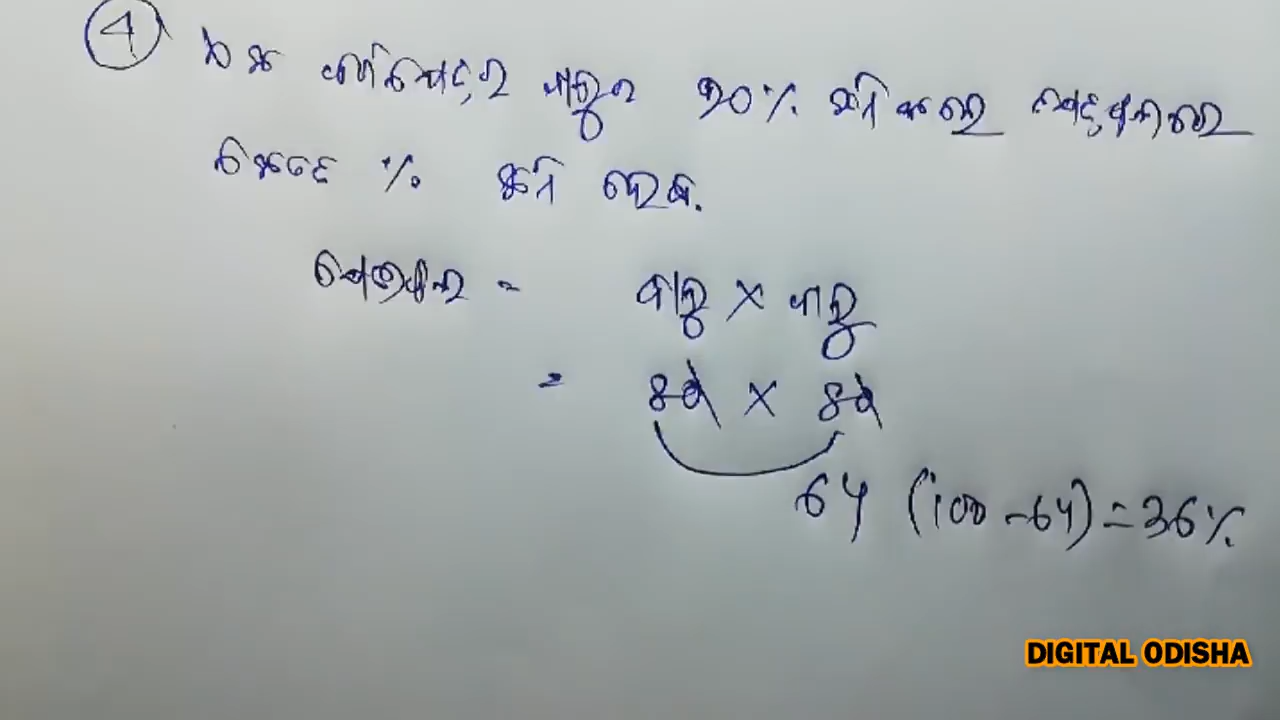 ④ ଏକ ବର୍ଗକ୍ଷେତ୍ରର ବାହୁର 20% କମିଗଲେ କ୍ଷେତ୍ରଫଳରେ
କେତେ % କମି ଯେବ.
କ୍ଷେତ୍ରଫଳ = ବାହୁ × ବାହୁ
= 80 × 80
64 (100 - 64) = 36%
DIGITAL ODISHA